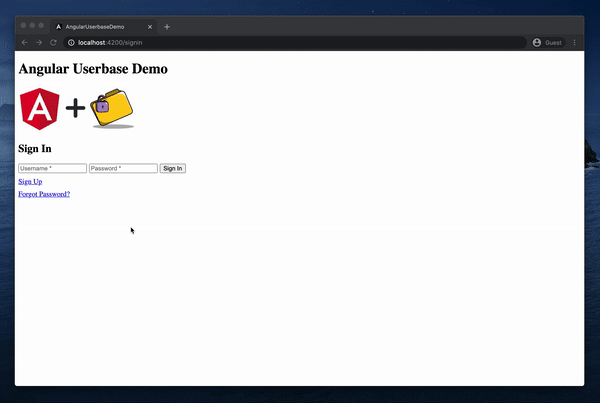 AngularUserbaseDemo
localhost:4200/signin
Guest
Angular Userbase Demo
A
Sign In
Username * Password * Sign In
Sign Up
Forgot Password?